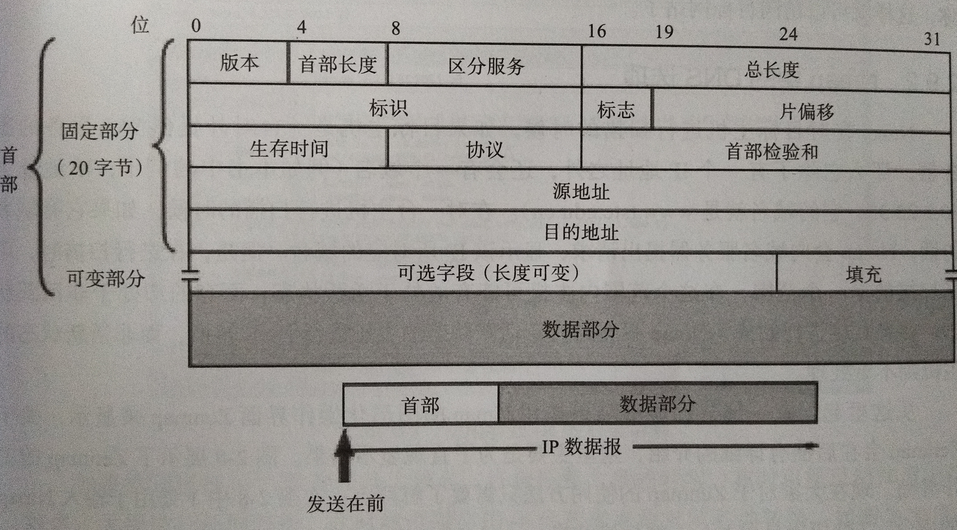 位 0 4 8 16 19 24 31
版本 首部长度 区分服务 总长度
标识 标志 片偏移
首部
固定部分
（20 字节）
生存时间 协议 首部检验和
源地址
目的地址
可变部分 可选字段（长度可变） 填充
数据部分
首部 数据部分
IP 数据报
发送在前